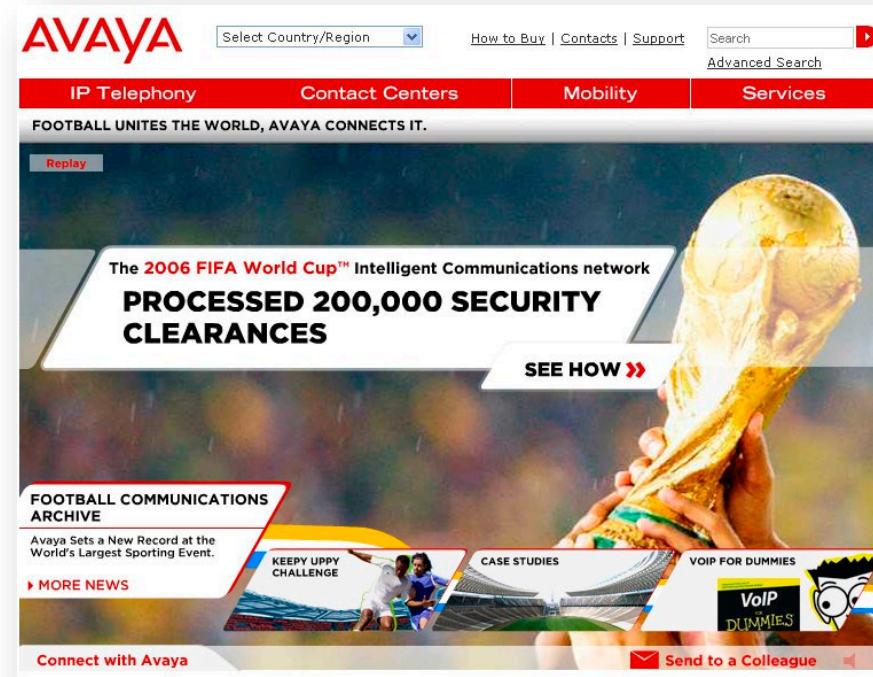 AVAYA
Select Country/Region
How to Buy | Contacts | Support
Search
Advanced Search
IP Telephony
Contact Centers
Mobility
Services
FOOTBALL UNITES THE WORLD, AVAYA CONNECTS IT.
Replay
The 2006 FIFA World Cup™ Intelligent Communications network
PROCESSED 200,000 SECURITY
CLEARANCES
SEE HOW »
FOOTBALL COMMUNICATIONS
ARCHIVE
Avaya Sets a New Record at the
World's Largest Sporting Event.
MORE NEWS
KEEPY UPPY
CHALLENGE
CASE STUDIES
VOIP FOR DUMMIES
VoIP
FOR
DUMMIES
Connect with Avaya
Send to a Colleague